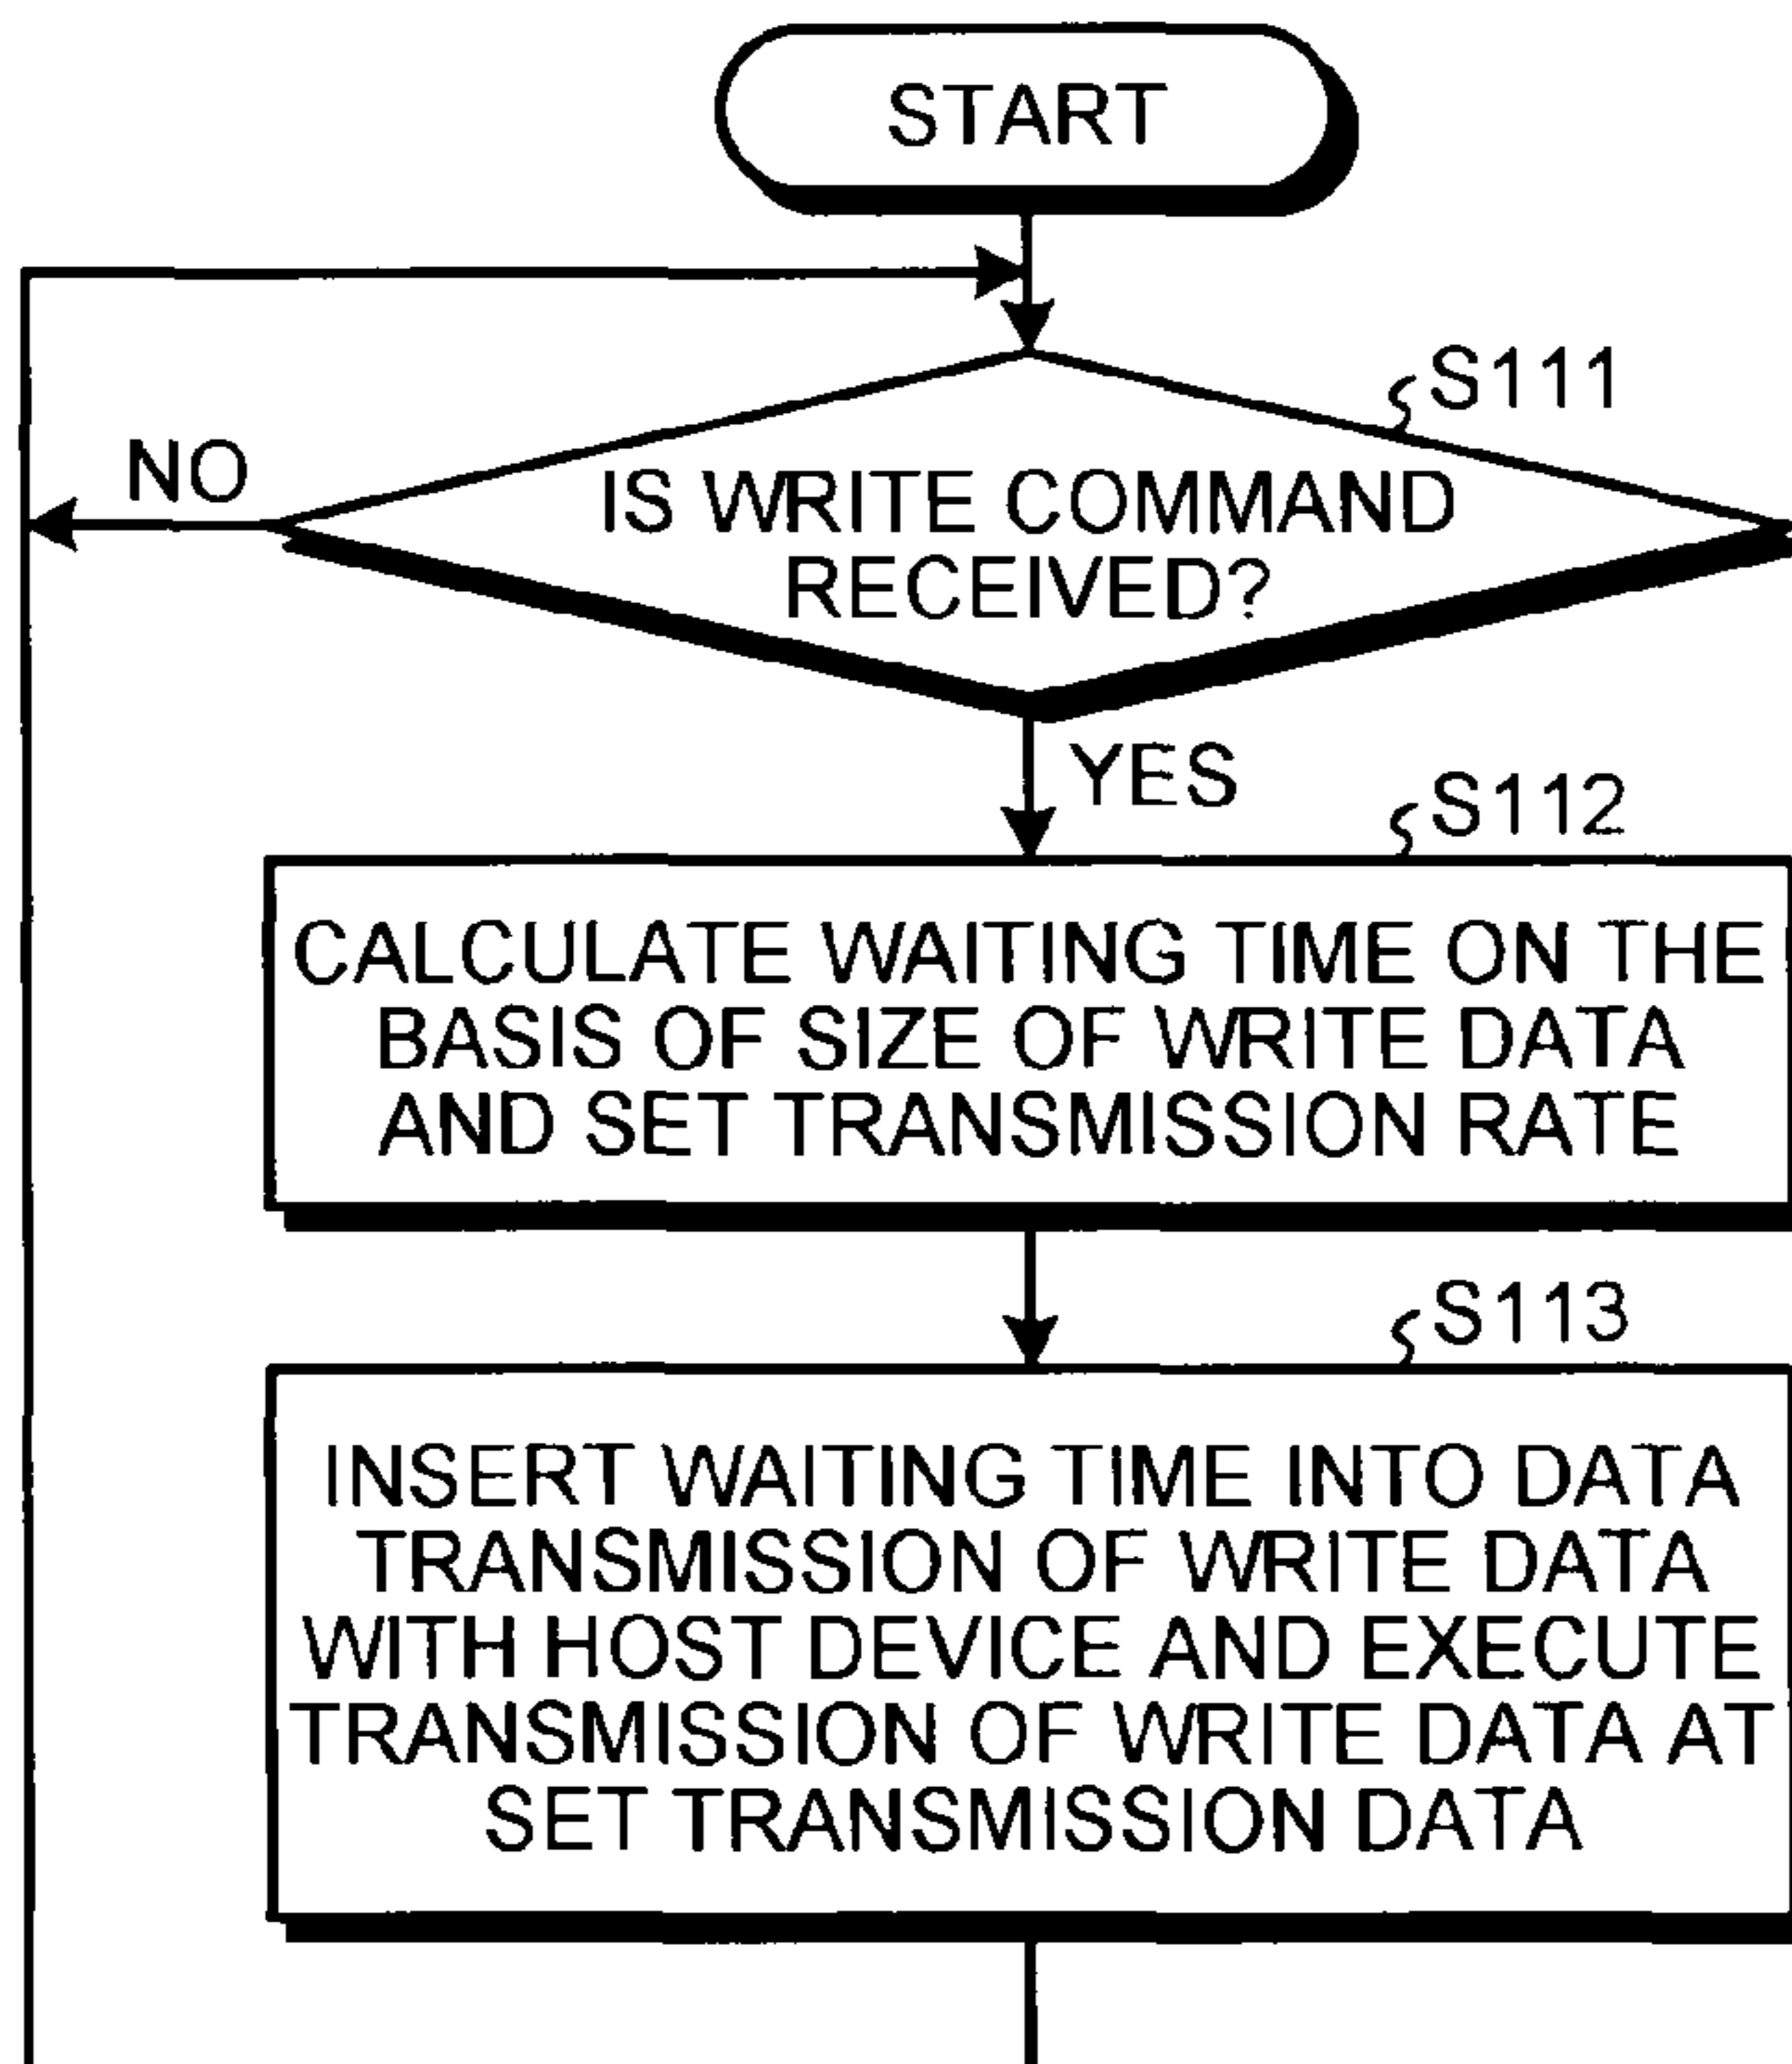 START
S111
NO
IS WRITE COMMAND
RECEIVED?
YES
S112
CALCULATE WAITING TIME ON THE
BASIS OF SIZE OF WRITE DATA
AND SET TRANSMISSION RATE
S113
INSERT WAITING TIME INTO DATA
TRANSMISSION OF WRITE DATA
WITH HOST DEVICE AND EXECUTE
TRANSMISSION OF WRITE DATA AT
SET TRANSMISSION DATA